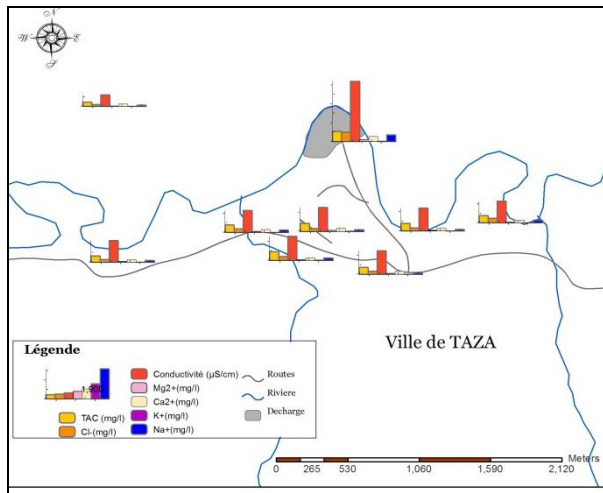 N
W E
S
Ville de TAZA
Légende
1,900
TAC (mg/l)
Cl-(mg/l)
Conductivité (µS/cm)
Mg2+(mg/l)
Ca2+(mg/l)
K+(mg/l)
Na+(mg/l)
Routes
Riviere
Decharge
Meters
0 265 530 1,060 1,590 2,120